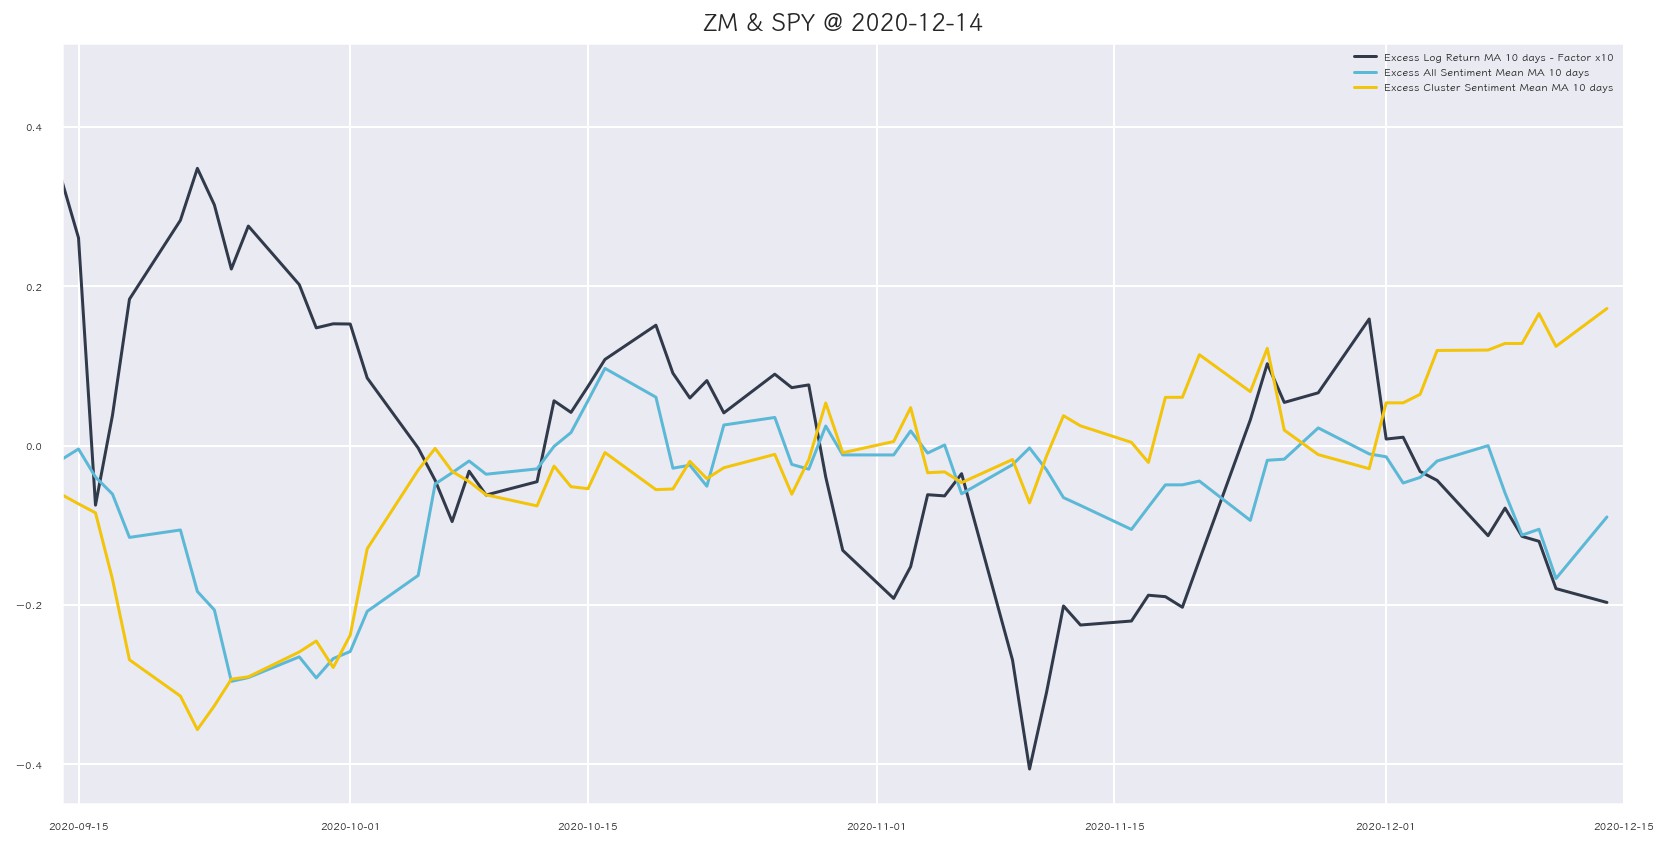 ZM & SPY @ 2020-12-14
Excess Log Return MA 10 days - Factor x10
Excess All Sentiment Mean MA 10 days
Excess Cluster Sentiment Mean MA 10 days
0.4
0.2
0.0
−0.2
−0.4
2020-09-15 2020-10-01 2020-10-15 2020-11-01 2020-11-15 2020-12-01 2020-12-15